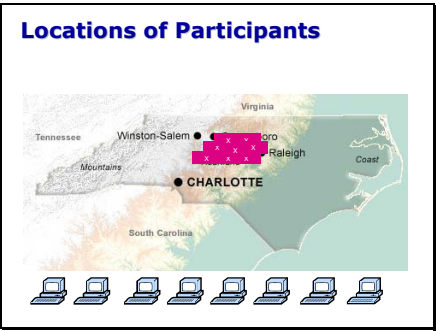 Locations of Participants
Virginia
Tennessee
Winston-Salem
Raleigh
Mountains
Coast
CHARLOTTE
South Carolina
x x x
x x x
x x x